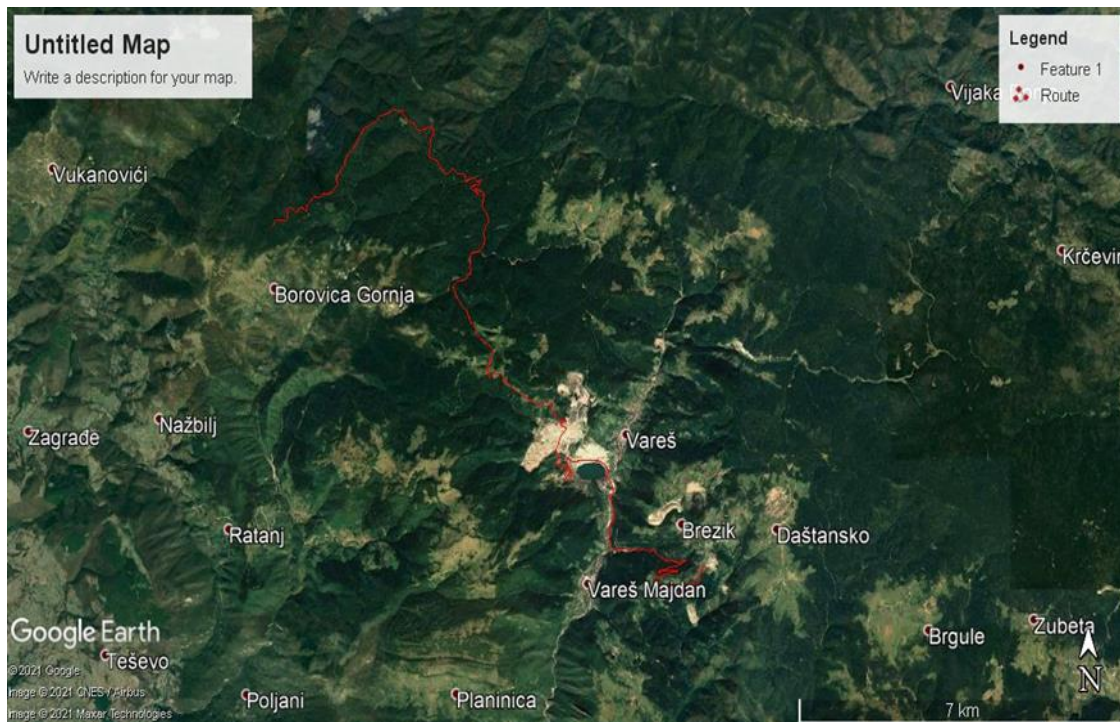 Untitled Map
Write a description for your map.
Legend
Feature 1
Route
Vijaka
Vukanovići
Krčevin
Borovica Gornja
Nažbilj
Zagrađe
Vareš
Ratanj
Brezik
Daštansko
Vareš Majdan
Google Earth
Teševo
Brgule
Zubeta
© 2021 Google
Image © 2021 CNES / Airbus
Image © 2021 Maxar Technologies
Poljani
Planinica
N
7 km